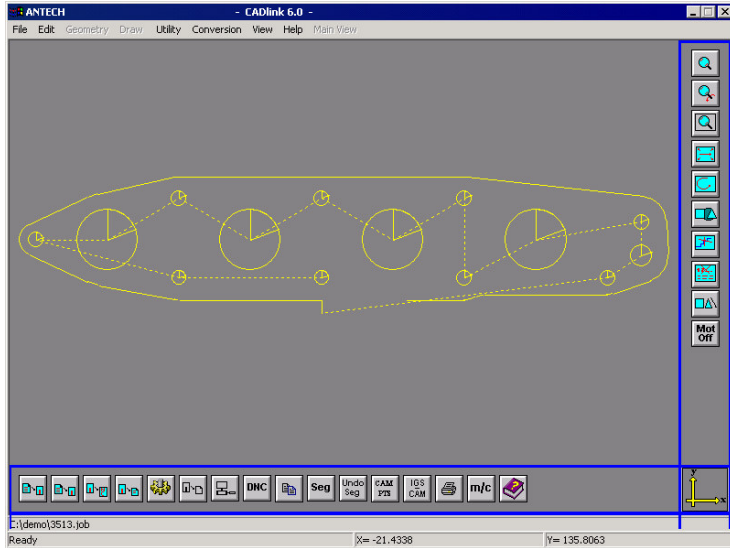 ANTECH - CADlink 6.0 -
File Edit Geometry Draw Utility Conversion View Help Main View
Mot
Off
DNC Seg Undo Seg CAM PTS IGS CAM m/c ?
y
x
C:\demo\3513.job
Ready X= -21.4338 Y= 135.8063